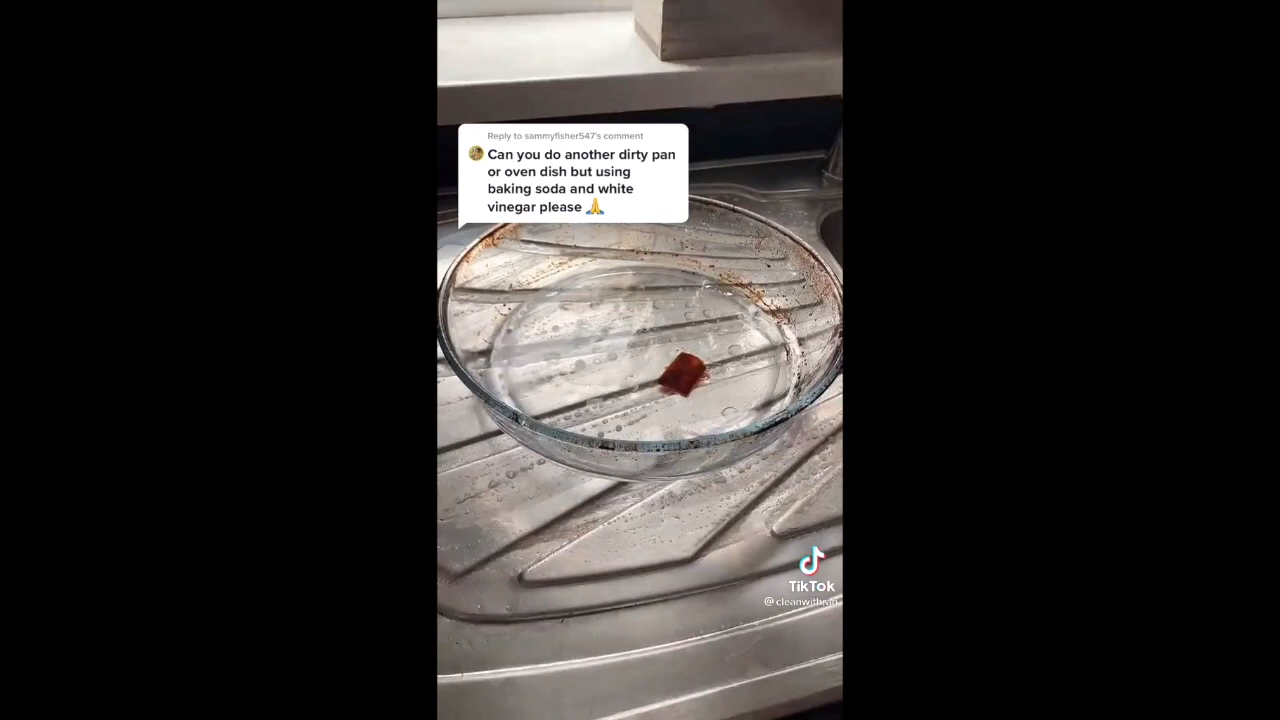 Reply to sammyfisher547's comment
Can you do another dirty pan
or oven dish but using
baking soda and white
vinegar please 🙏
TikTok
@cleanwithran